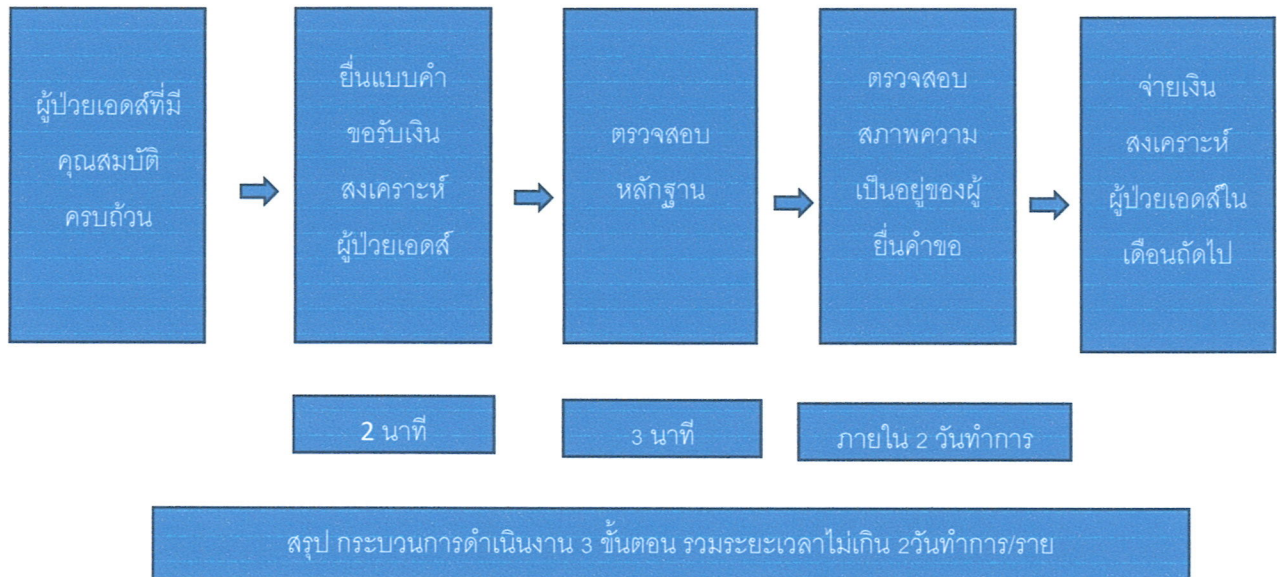 ผู้ป่วยเอดส์ที่มี
คุณสมบัติ
ครบถ้วน
ยื่นแบบคำ
ขอรับเงิน
สงเคราะห์
ผู้ป่วยเอดส์
ตรวจสอบ
หลักฐาน
ตรวจสอบ
สภาพความ
เป็นอยู่ของผู้
ยื่นคำขอ
จ่ายเงิน
สงเคราะห์
ผู้ป่วยเอดส์ใน
เดือนถัดไป
2 นาที
3 นาที
ภายใน 2 วันทำการ
สรุป กระบวนการดำเนินงาน 3 ขั้นตอน รวมระยะเวลาไม่เกิน 2วันทำการ/ราย